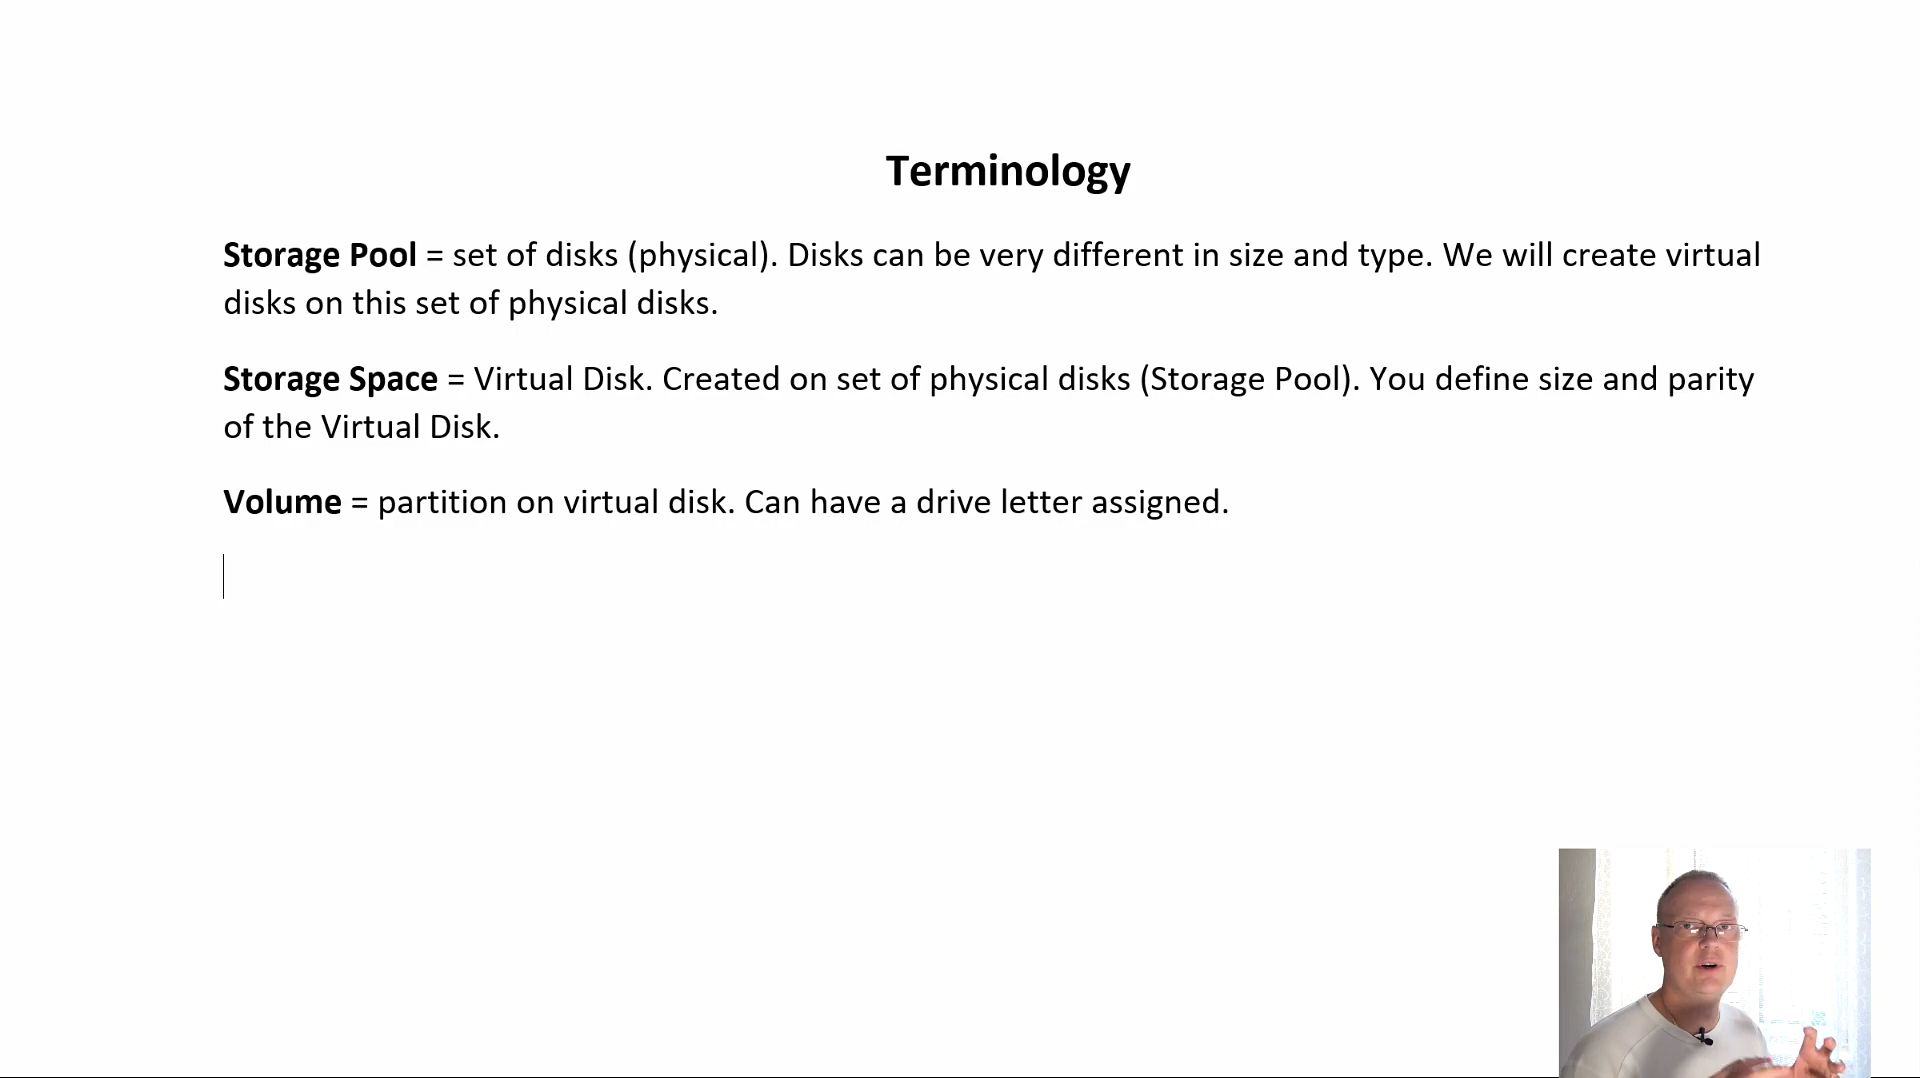 Terminology
Storage Pool = set of disks (physical). Disks can be very different in size and type. We will create virtual
disks on this set of physical disks.
Storage Space = Virtual Disk. Created on set of physical disks (Storage Pool). You define size and parity
of the Virtual Disk.
Volume = partition on virtual disk. Can have a drive letter assigned.